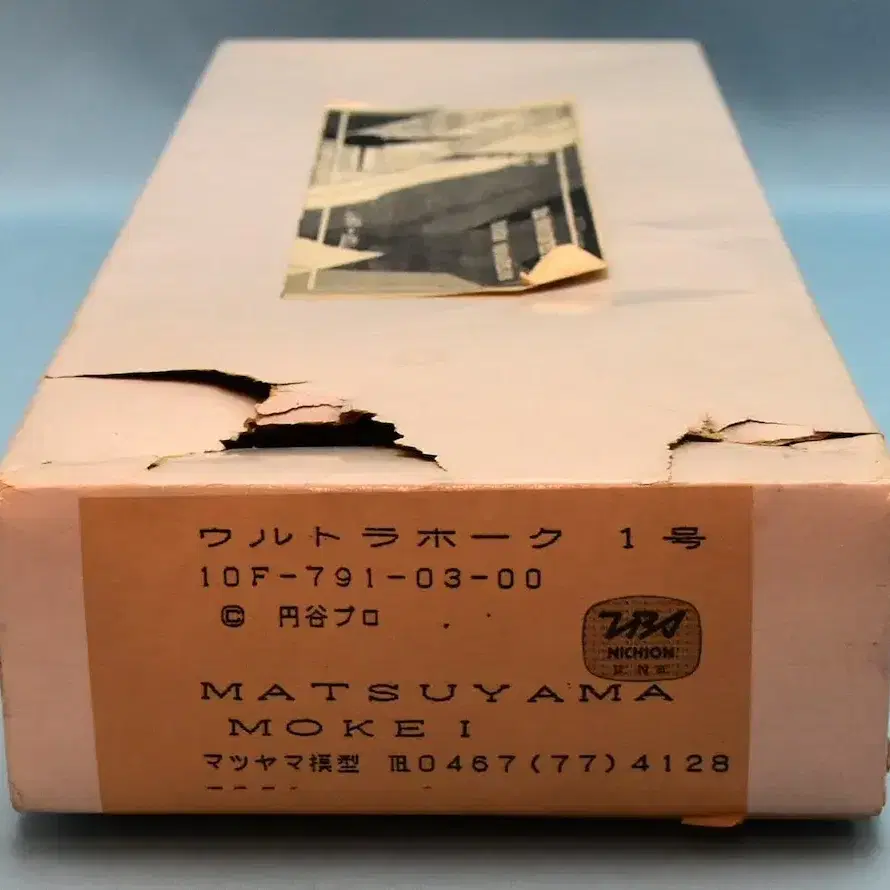 ウルトラホーク 1号
10F-791-03-00
© 円谷プロ
TBS
NICHION
MATSUYAMA
MOKEI
マツヤマ模型 ℡0467(77)4128